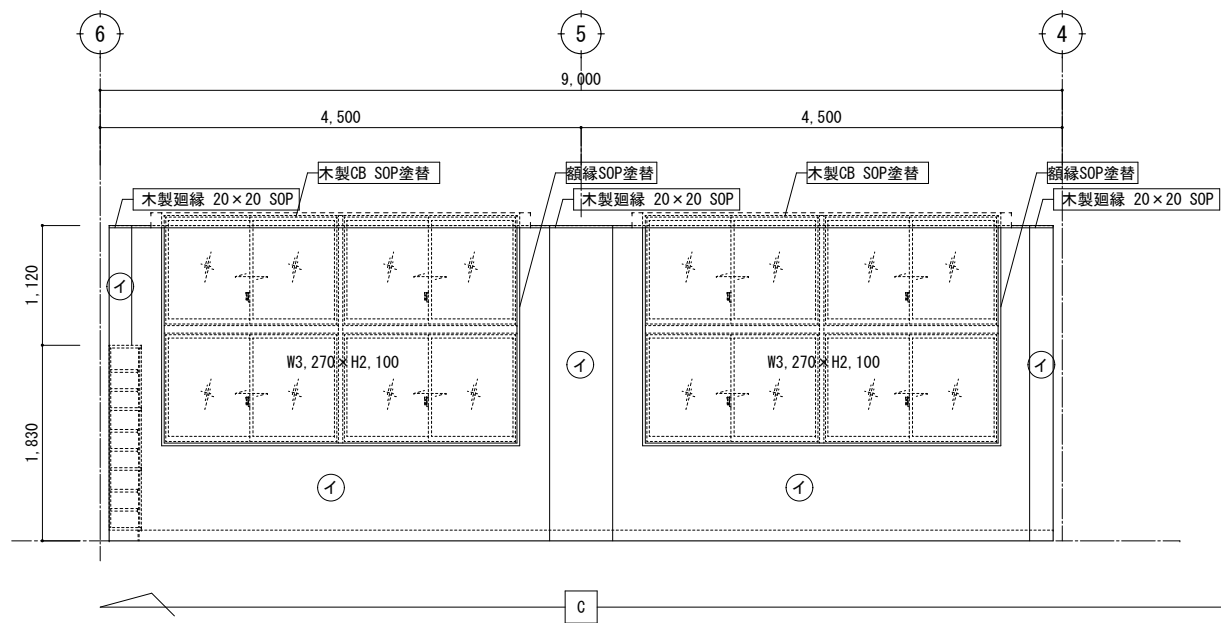 6
5
4
9,000
4,500
4,500
木製CB SOP塗替
額縁SOP塗替
木製CB SOP塗替
額縁SOP塗替
木製廻縁 20×20 SOP
木製廻縁 20×20 SOP
木製廻縁 20×20 SOP
1,120
イ
W3,270×H2,100
イ
W3,270×H2,100
イ
1,830
イ
イ
C